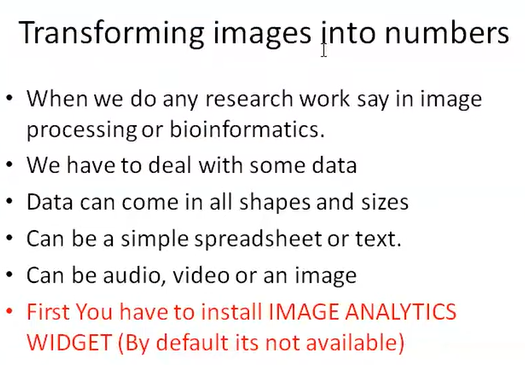 Transforming images into numbers
• When we do any research work say in image
processing or bioinformatics.
• We have to deal with some data
• Data can come in all shapes and sizes
• Can be a simple spreadsheet or text.
• Can be audio, video or an image
• First You have to install IMAGE ANALYTICS
WIDGET (By default its not available)